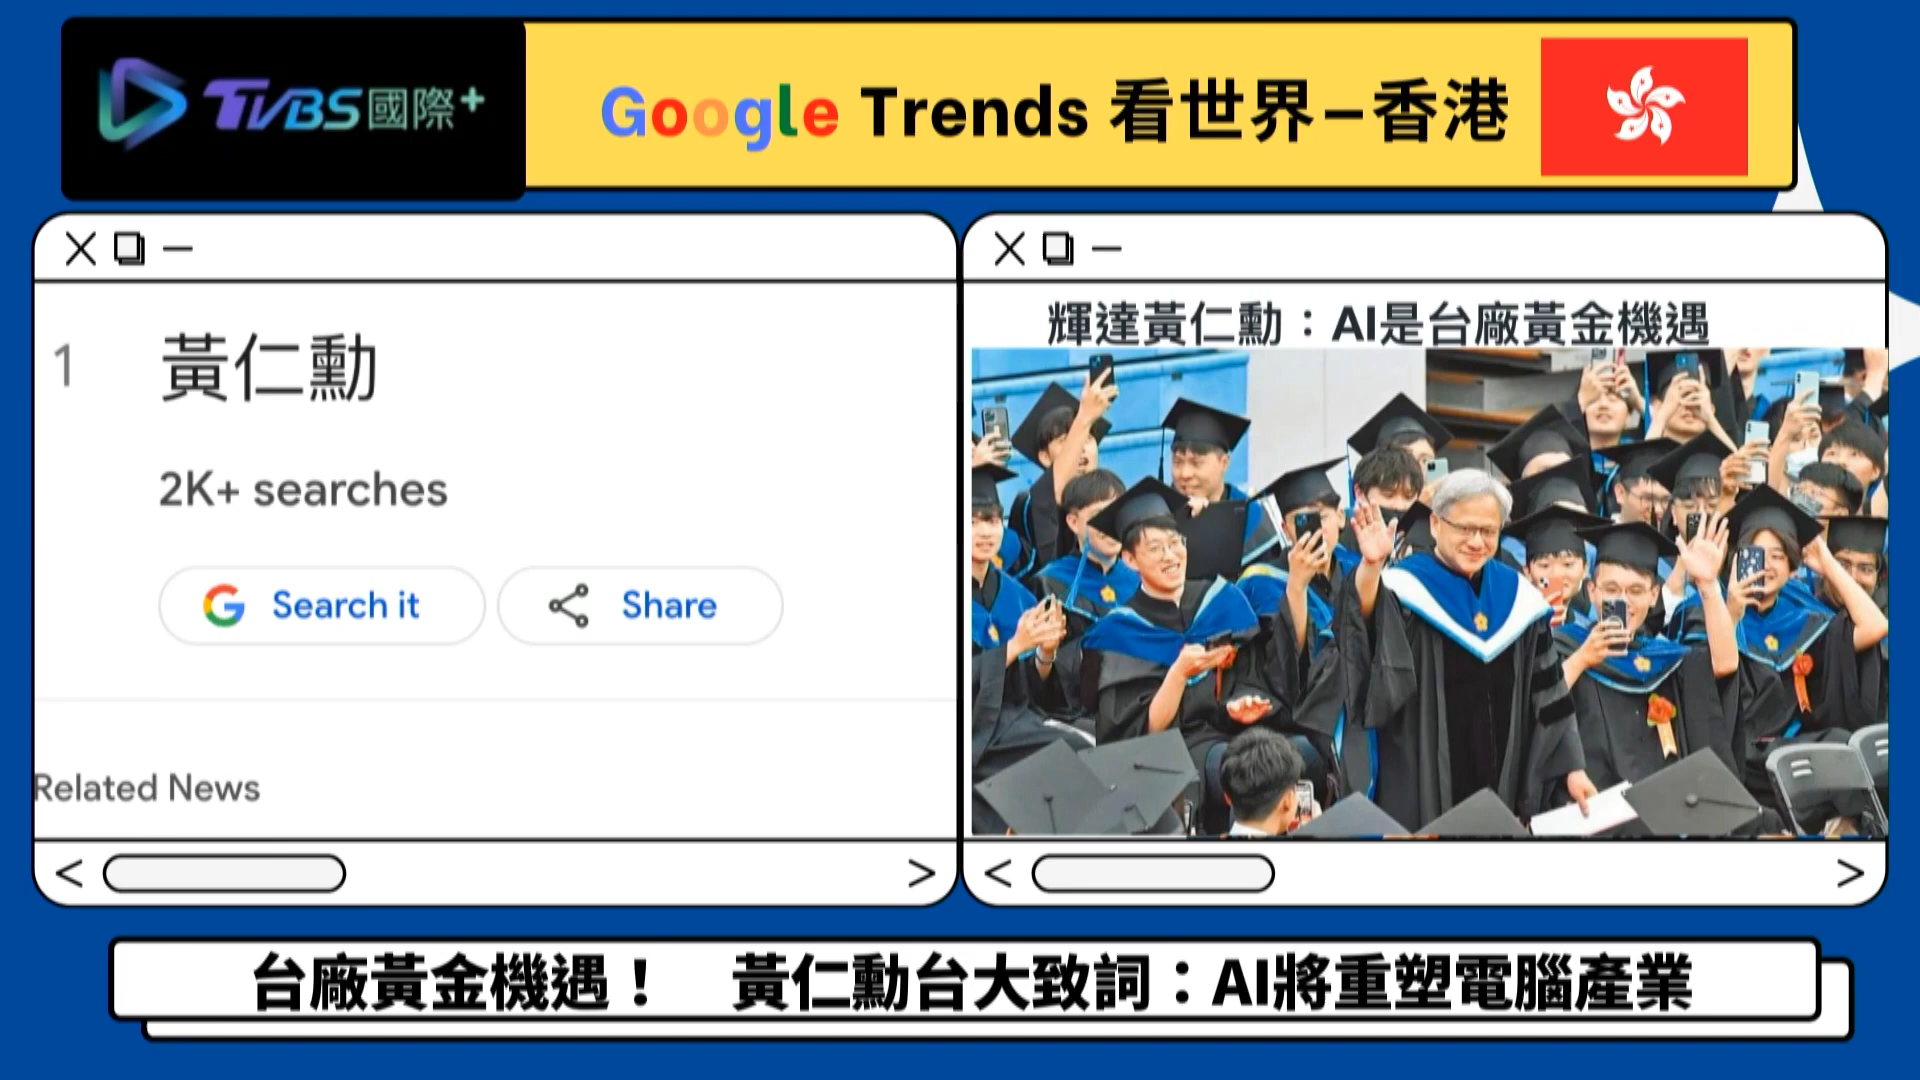 TVBS國際+
Google Trends 看世界-香港
1 黃仁勳
2K+ searches
Search it
Share
Related News
輝達黃仁勳：AI是台廠黃金機遇
台廠黃金機遇！ 黃仁勳台大致詞：AI將重塑電腦產業